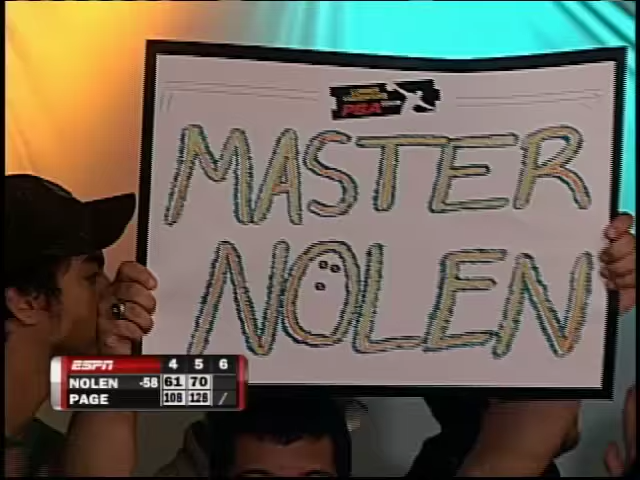 PBA
MASTER
NOLEN
ESPN 4 5 6
NOLEN -58 61 70
PAGE 108 128 /